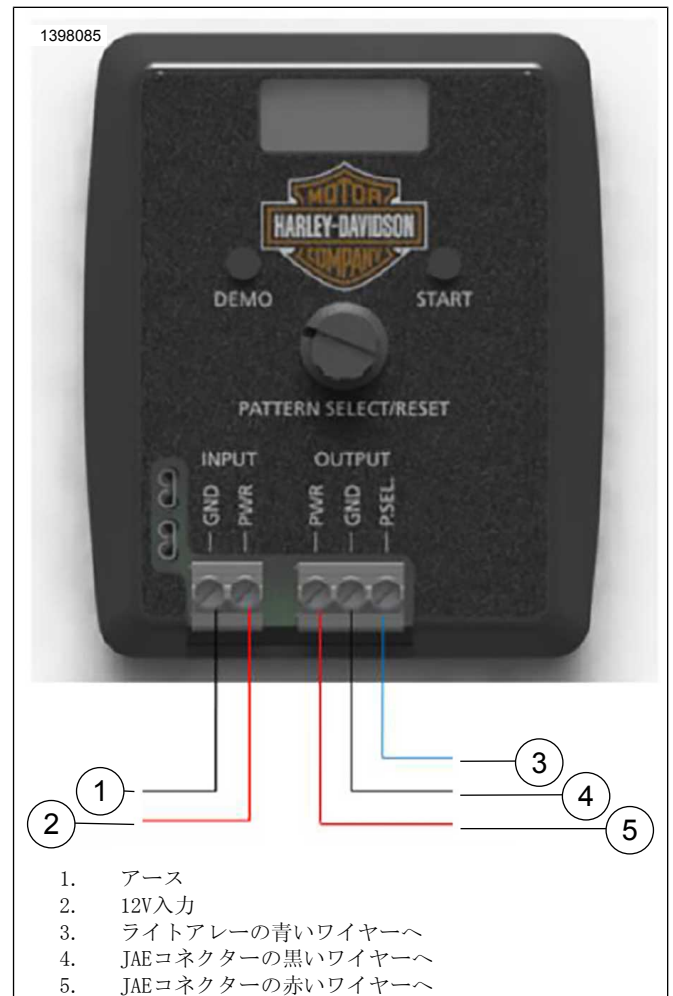 1398085
MOTOR
HARLEY-DAVIDSON
COMPANY
DEMO
START
PATTERN SELECT/RESET
INPUT
OUTPUT
GND
PWR
PWR
GND
P.SEL.
1
2
3
4
5
1. アース
2. 12V入力
3. ライトアレーの青いワイヤーへ
4. JAEコネクターの黒いワイヤーへ
5. JAEコネクターの赤いワイヤーへ